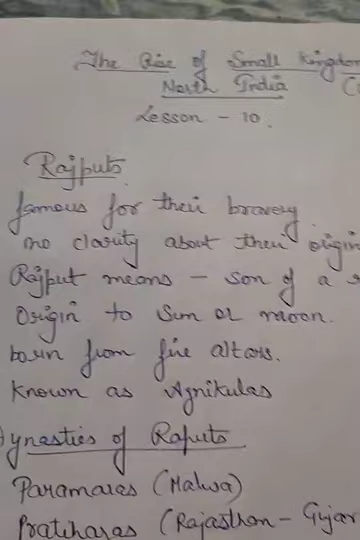 The Rise of Small Kingdom
North India (
Lesson - 10.
Rajputs
famous for their bravery
no clarity about their origin
Rajput means - son of a
Origin to Sun or moon.
born from fire altars.
known as Agnikulas
Dynasties of Raputs
Paramaras (Malwa)
Pratiharas (Rajasthan - Gujar